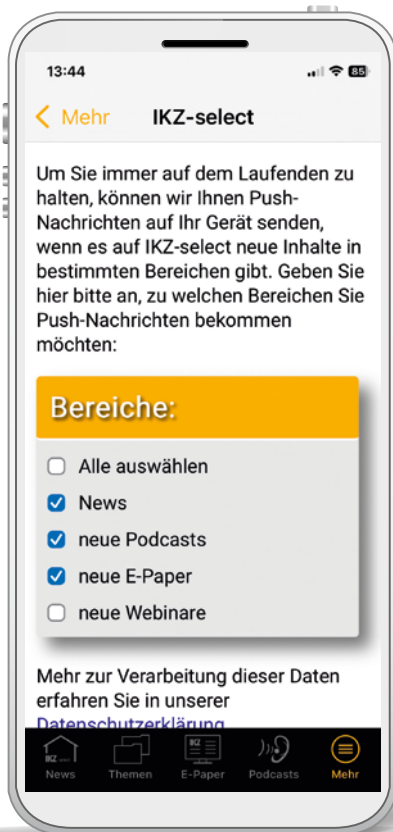 13:44
85
Mehr IKZ-select
Um Sie immer auf dem Laufenden zu
halten, können wir Ihnen Push-
Nachrichten auf Ihr Gerät senden,
wenn es auf IKZ-select neue Inhalte in
bestimmten Bereichen gibt. Geben Sie
hier bitte an, zu welchen Bereichen Sie
Push-Nachrichten bekommen
möchten:
Bereiche:
Alle auswählen
News
neue Podcasts
neue E-Paper
neue Webinare
Mehr zur Verarbeitung dieser Daten
erfahren Sie in unserer
Datenschutzerklärung
IKZ
IKZ
News Themen E-Paper Podcasts Mehr